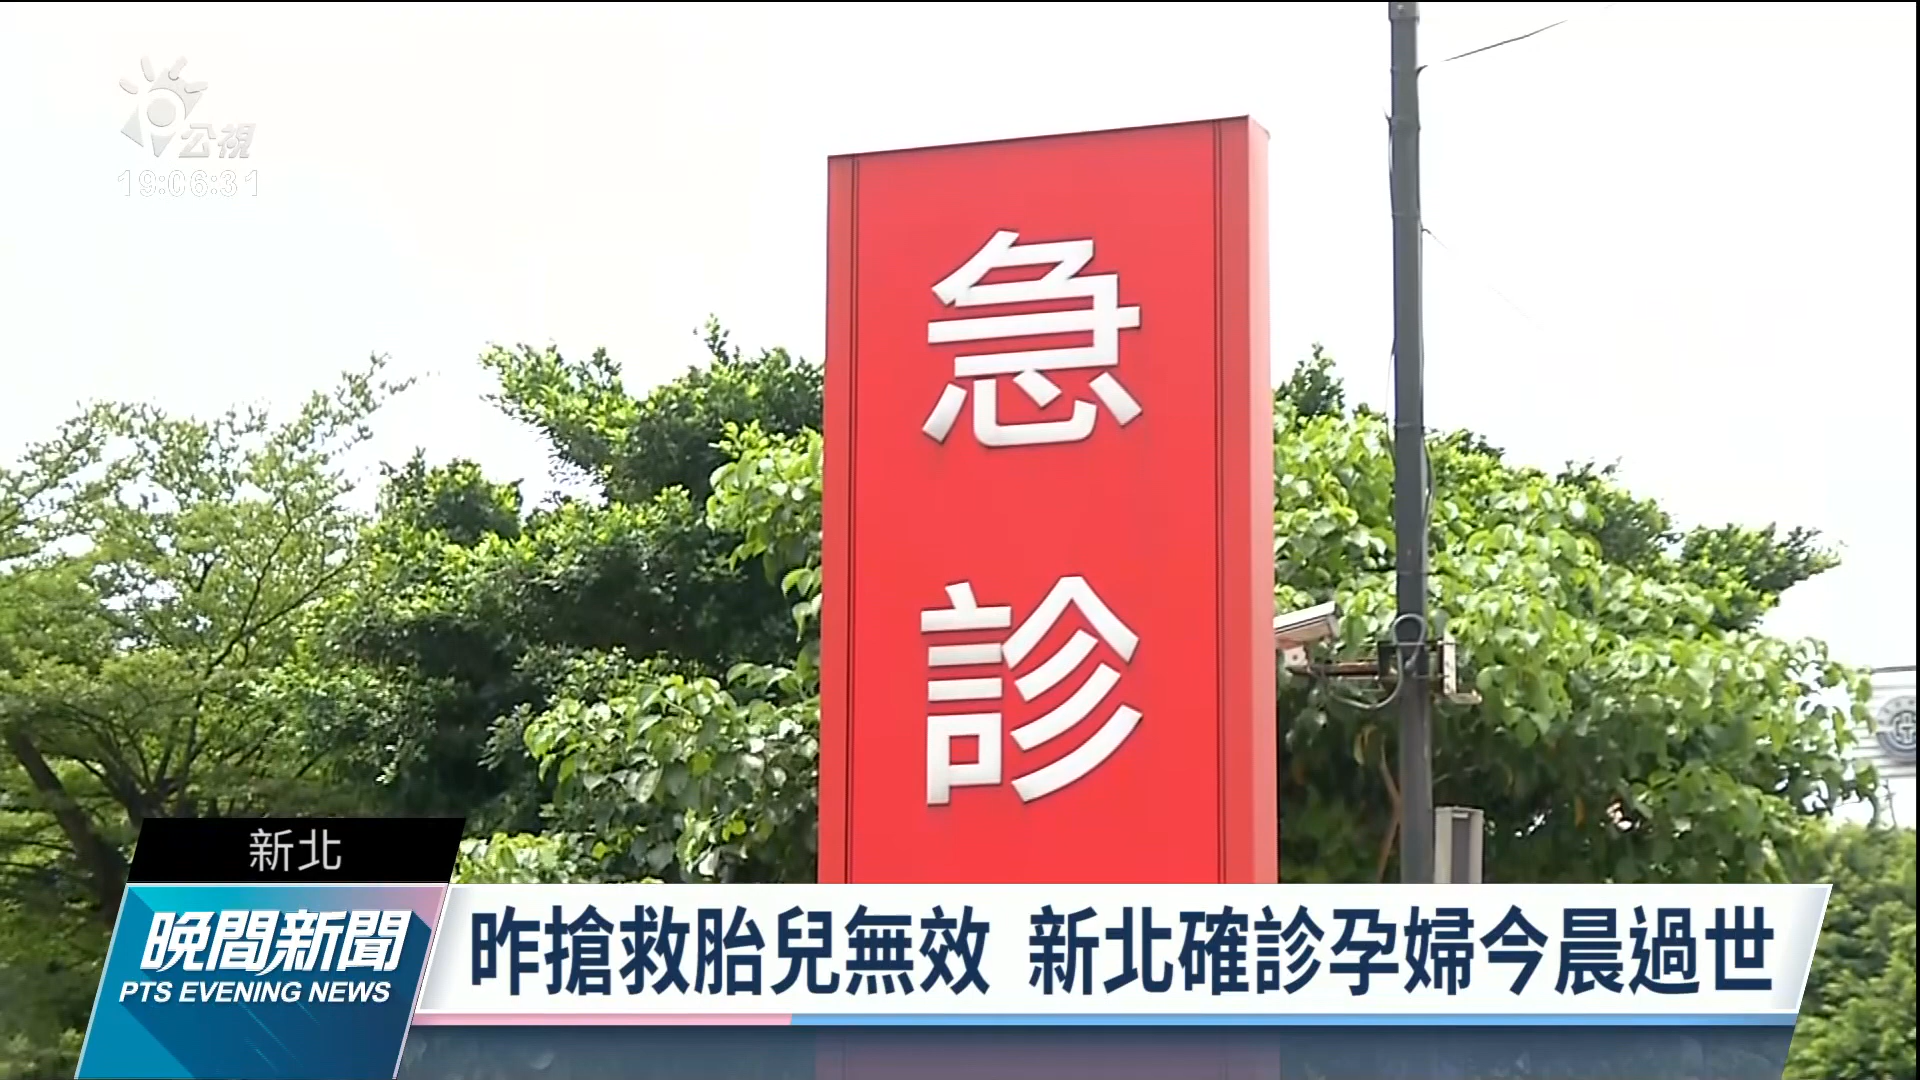 公視
19:06:31
急
診
新北
晚間新聞
PTS EVENING NEWS
昨搶救胎兒無效 新北確診孕婦今晨過世